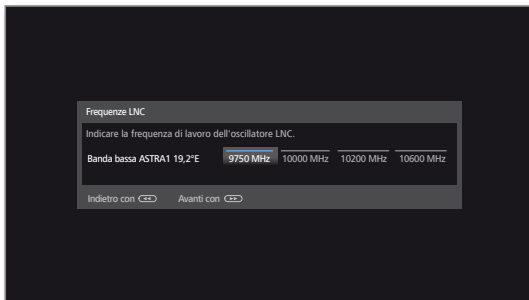 Frequenze LNC
Indicare la frequenza di lavoro dell'oscillatore LNC.
Banda bassa ASTRA1 19,2°E 9750 MHz 10000 MHz 10200 MHz 10600 MHz
Indietro con Avanti con